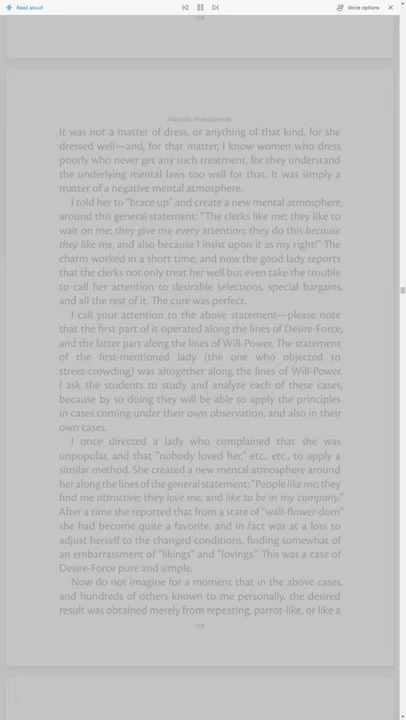 Read aloud
Voice options
118
Mental Atmosphere
It was not a matter of dress, or anything of that kind, for she
dressed well—and, for that matter, I know women who dress
poorly who never get any such treatment, for they understand
the underlying mental laws too well for that. It was simply a
matter of a negative mental atmosphere.
I told her to "brace up" and create a new mental atmosphere,
around this general statement: "The clerks like me; they like to
wait on me; they give me every attention; they do this because
they like me, and also because I insist upon it as my right!" The
charm worked in a short time, and now the good lady reports
that the clerks not only treat her well but even take the trouble
to call her attention to desirable selections, special bargains,
and all the rest of it. The cure was perfect.
I call your attention to the above statement—please note
that the first part of it operated along the lines of Desire-Force,
and the latter part along the lines of Will-Power. The statement
of the first-mentioned lady (the one who objected to
street-crowding) was altogether along the lines of Will-Power.
I ask the students to study and analyze each of these cases,
because by so doing they will be able to apply the principles
in cases coming under their own observation, and also in their
own cases.
I once directed a lady who complained that she was
unpopular, and that "nobody loved her," etc., etc., to apply a
similar method. She created a new mental atmosphere around
her along the lines of the general statement: "People like me; they
find me attractive; they love me, and like to be in my company."
After a time she reported that from a state of "wall-flower-dom"
she had become quite a favorite, and in fact was at a loss to
adjust herself to the changed conditions, finding somewhat of
an embarrassment of "likings" and "lovings." This was a case of
Desire-Force pure and simple.
Now do not imagine for a moment that in the above cases,
and hundreds of others known to me personally, the desired
result was obtained merely from repeating, parrot-like, or like a
119